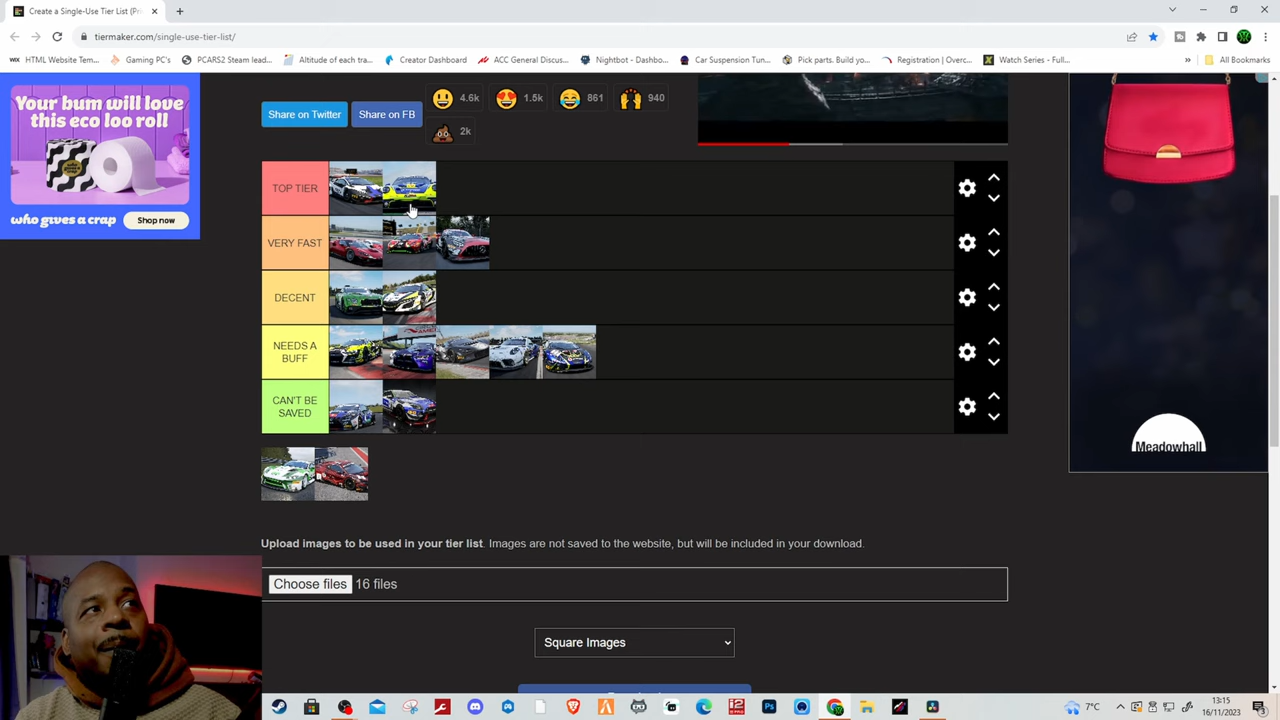 Create a Single-Use Tier List (Pr
tiermaker.com/single-use-tier-list/
WIX HTML Website Tem... Gaming PC's PCARS2 Steam lead... Altitude of each tra... Creator Dashboard ACC General Discus... Nightbot - Dashbo... Car Suspension Tun... Pick parts. Build yo... Registration | Overc... Watch Series - Full... » All Bookmarks
Your bum will love
this eco loo roll
who gives a crap Shop now
Share on Twitter Share on FB 4.6k 1.5k 861 940
2k
TOP TIER
VERY FAST
DECENT
NEEDS A
BUFF
CAN'T BE
SAVED
Meadowhall
Upload images to be used in your tier list. Images are not saved to the website, but will be included in your download.
Choose files 16 files
Square Images
7°C
13:15
16/11/2023